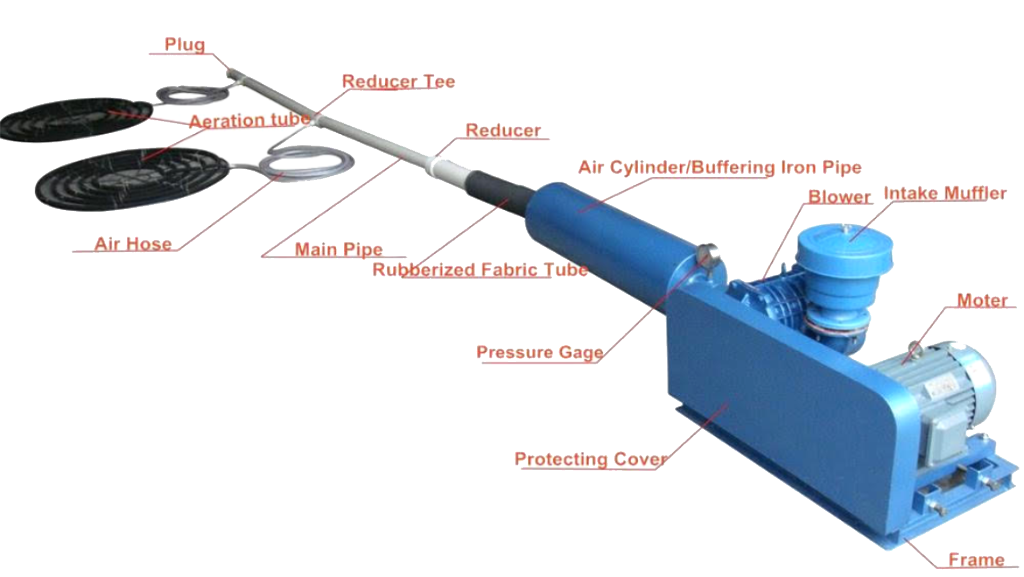 Plug
Reducer Tee
Aeration tube
Reducer
Air Cylinder/Buffering Iron Pipe
Blower
Intake Muffler
Air Hose
Main Pipe
Rubberized Fabric Tube
Moter
Pressure Gage
Protecting Cover
Frame